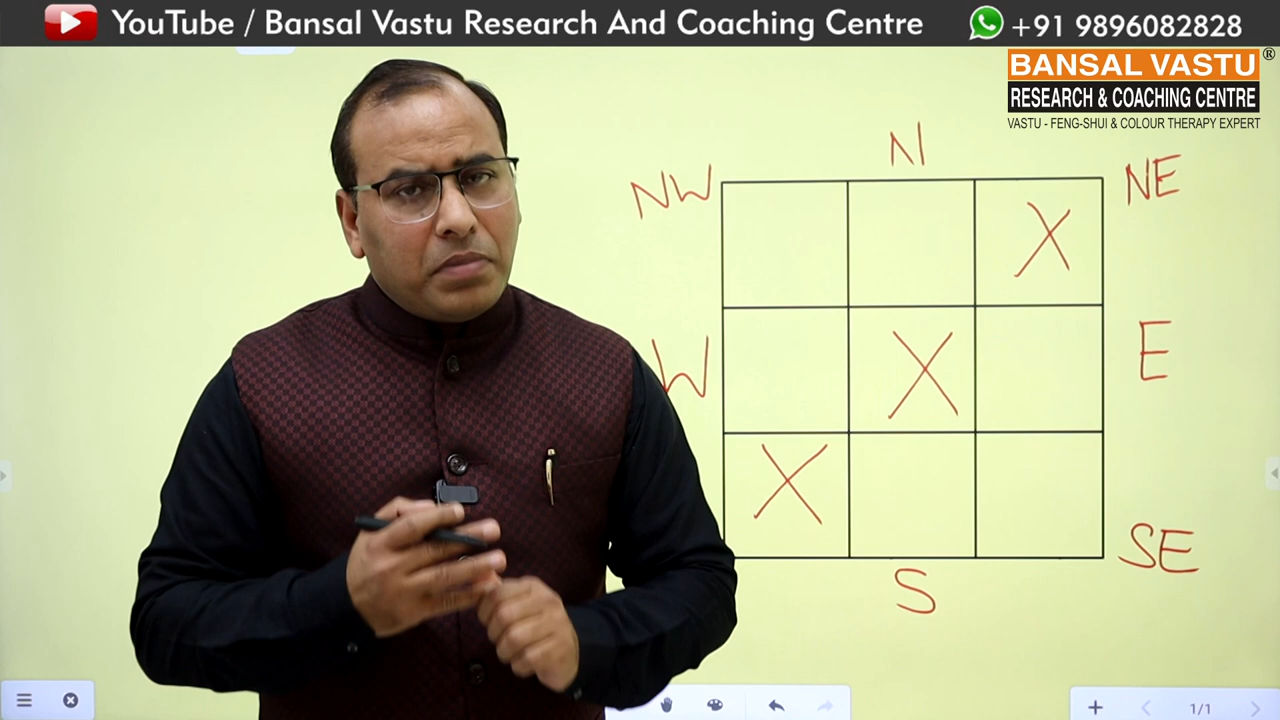 YouTube / Bansal Vastu Research And Coaching Centre
+91 9896082828
BANSAL VASTU®
RESEARCH & COACHING CENTRE
VASTU - FENG-SHUI & COLOUR THERAPY EXPERT
NW N NE
X
W X E
X
S SE
1/1